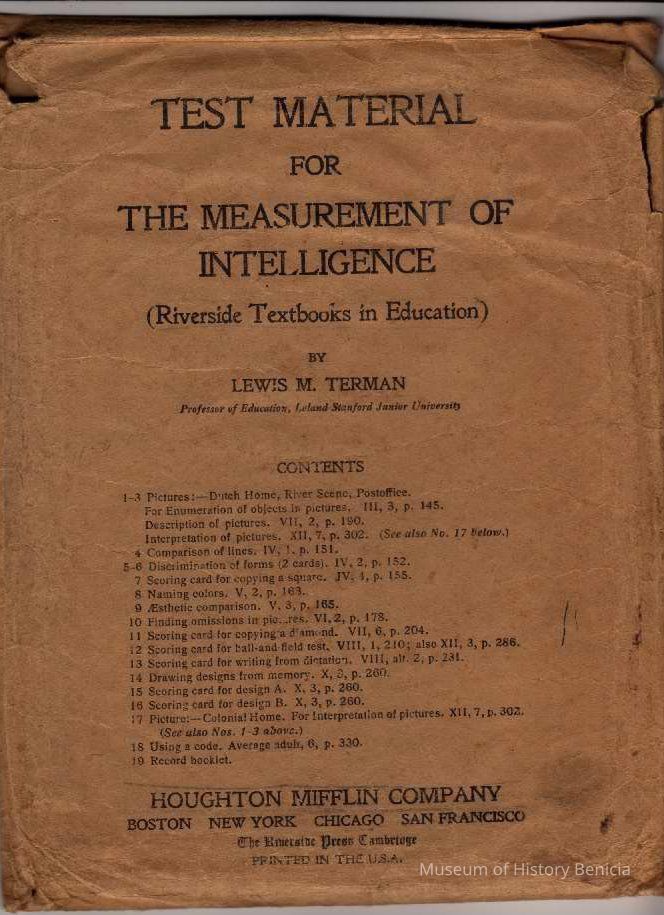 TEST MATERIAL
FOR
THE MEASUREMENT OF
INTELLIGENCE
(Riverside Textbooks in Education)
BY
LEWIS M. TERMAN
Professor of Education, Leland Stanford Junior University
CONTENTS
1-3 Pictures:—Dutch Home, River Scene, Postoffice.
For Enumeration of objects in pictures. III, 3, p. 145.
Description of pictures. VII, 2, p. 190.
Interpretation of pictures. XII, 7, p. 302. (See also No. 17 below.)
4 Comparison of lines. IV, 1, p. 151.
5-6 Discrimination of forms (2 cards). IV, 2, p. 152.
7 Scoring card for copying a square. IV, 4, p. 155.
8 Naming colors. V, 2, p. 163.
9 Æsthetic comparison. V, 3, p. 165.
10 Finding omissions in pictures. VI, 2, p. 178.
11 Scoring card for copying a diamond. VII, 6, p. 204.
12 Scoring card for ball-and-field test. VIII, 1, 210; also XII, 3, p. 286.
13 Scoring card for writing from dictation. VIII, alt. 2, p. 231.
14 Drawing designs from memory. X, 3, p. 260.
15 Scoring card for design A. X, 3, p. 260.
16 Scoring card for design B. X, 3, p. 260.
17 Picture:—Colonial Home. For Interpretation of pictures. XII, 7, p. 302.
(See also Nos. 1-3 above.)
18 Using a code. Average adult, 6, p. 330.
19 Record booklet.
HOUGHTON MIFFLIN COMPANY
BOSTON NEW YORK CHICAGO SAN FRANCISCO
The Riverside Press Cambridge
PRINTED IN THE U.S.A.
Museum of History Benicia